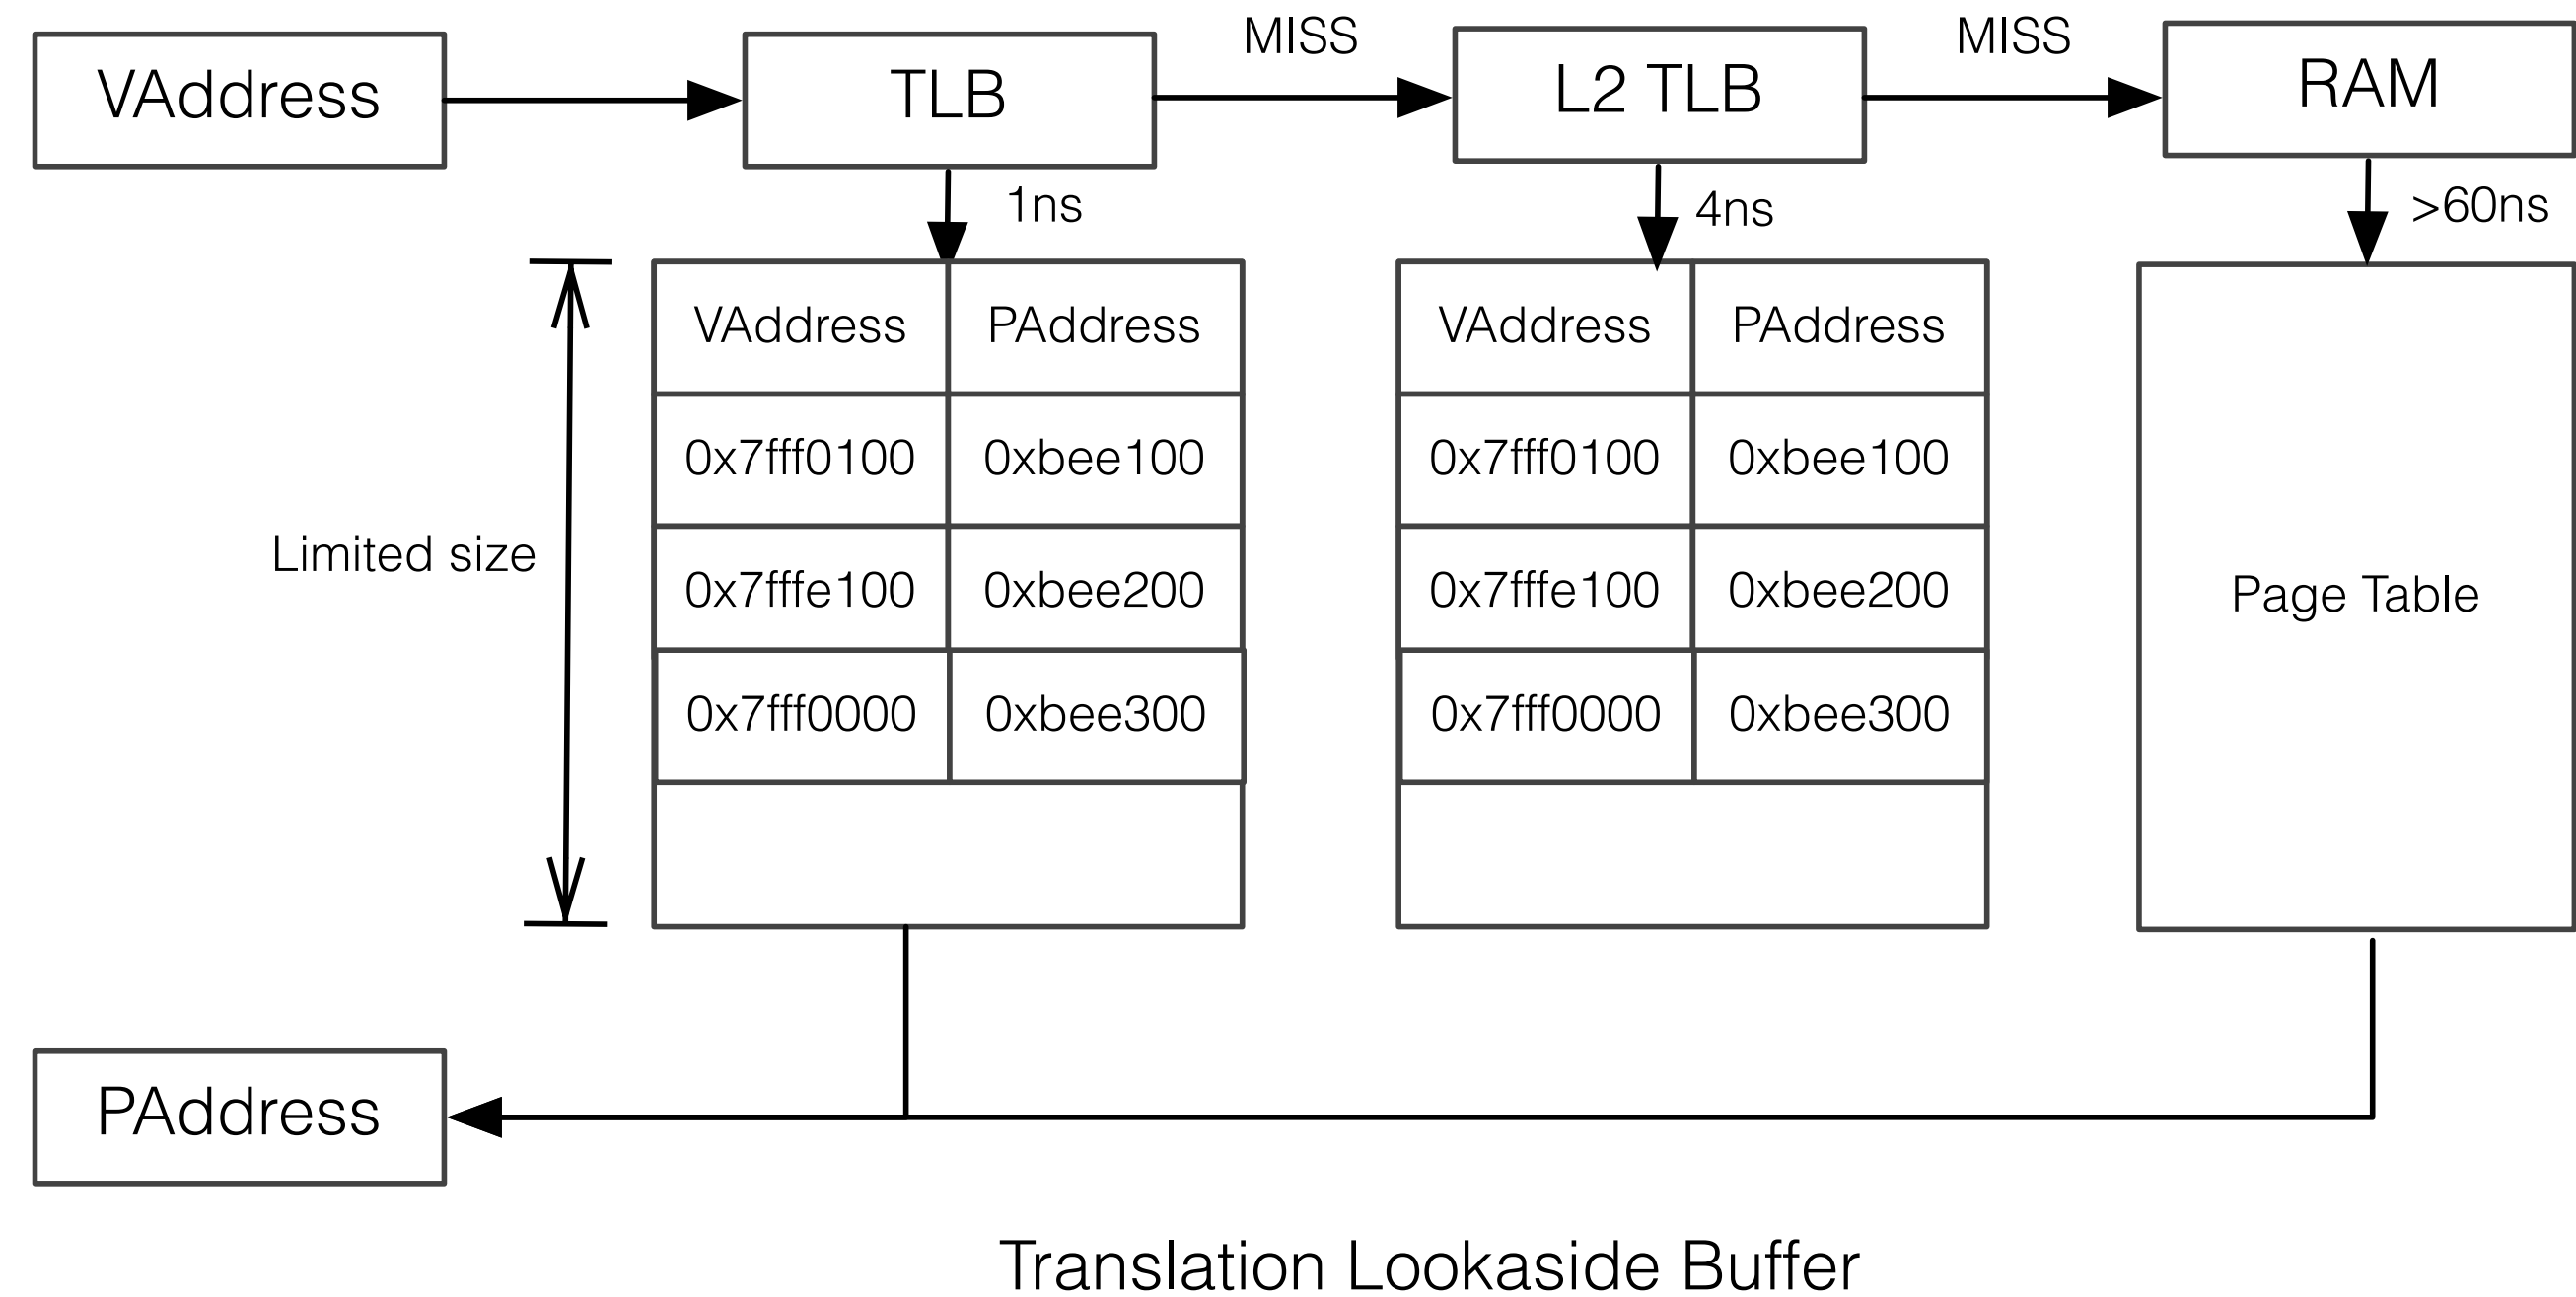 VAddress
TLB
MISS
L2 TLB
MISS
RAM
1ns
4ns
>60ns
Limited size
VAddress PAddress
0x7fff0100 0xbee100
0x7fffe100 0xbee200
0x7fff0000 0xbee300
VAddress PAddress
0x7fff0100 0xbee100
0x7fffe100 0xbee200
0x7fff0000 0xbee300
Page Table
PAddress
Translation Lookaside Buffer